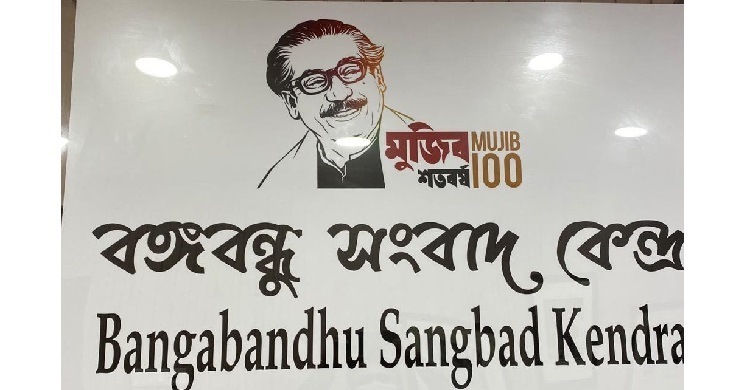 মুজিব MUJIB
শতবর্ষ 100
বঙ্গবন্ধু সংবাদ কেন্দ্র
Bangabandhu Sangbad Kendra